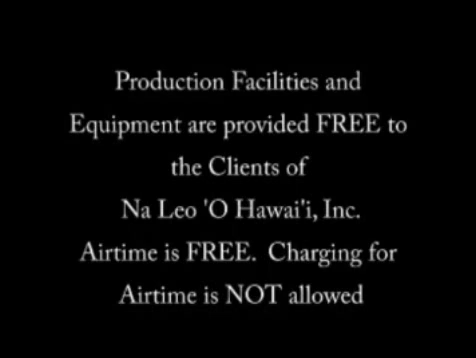 Production Facilities and
Equipment are provided FREE to
the Clients of
Na Leo 'O Hawai'i, Inc.
Airtime is FREE.  Charging for
Airtime is NOT allowed